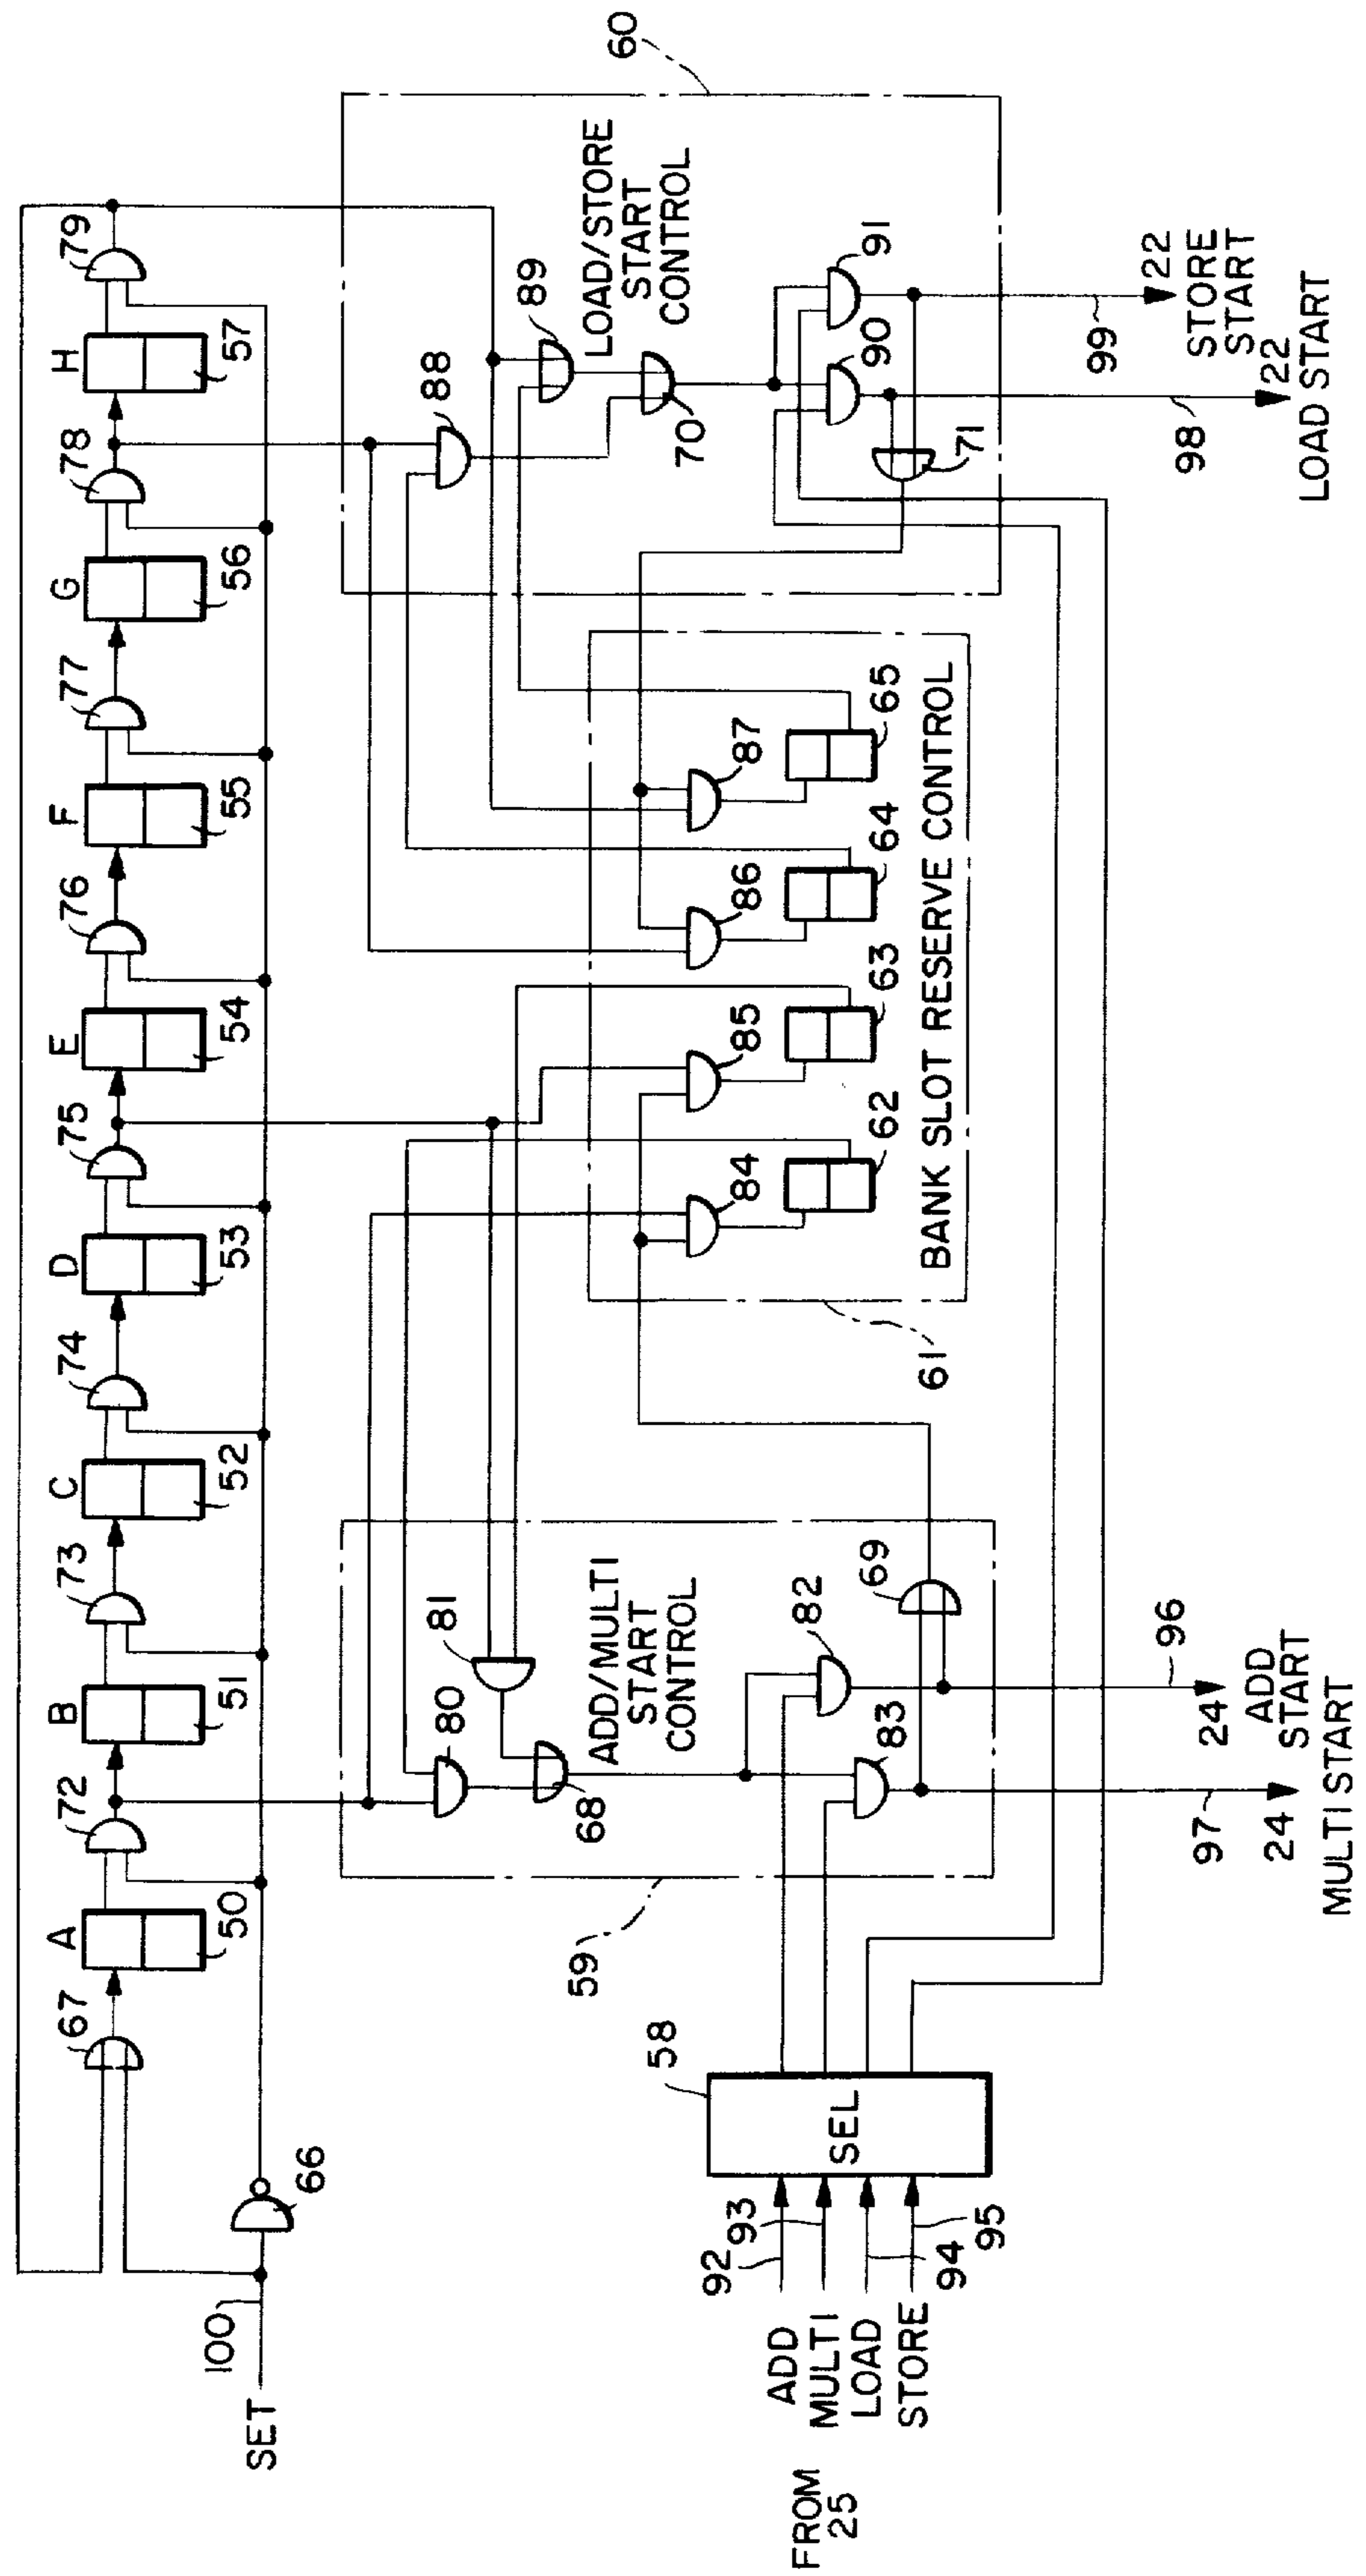 A
B
C
D
E
F
G
H
67
72
73
74
75
76
77
78
79
50
51
52
53
54
55
56
57
100
SET
66
60
80
81
88
89
68
70
ADD/MULTI
START
CONTROL
LOAD/STORE
START
CONTROL
84
85
86
87
62
63
64
65
BANK SLOT RESERVE CONTROL
61
59
82
83
69
90
91
71
58
SEL
92
93
94
95
ADD
MULTI
LOAD
STORE
FROM
25
96
24
ADD
START
97
24
MULTI START
99
22
STORE
START
98
22
LOAD START